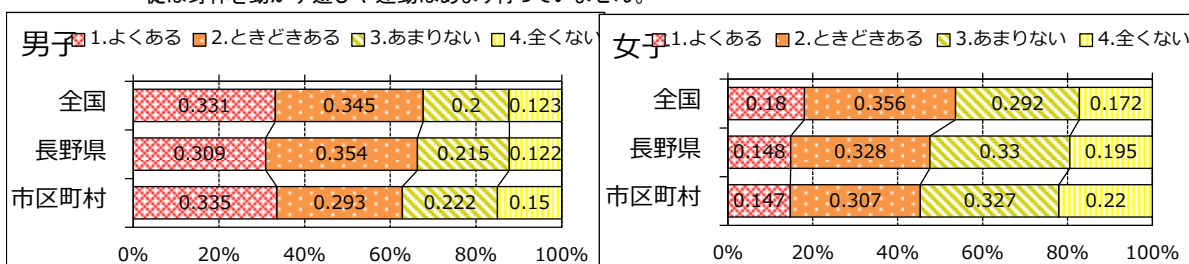 男子 1.よくある 2.ときどきある 3.あまりない 4.全くない
全国 0.331 0.345 0.2 0.123
長野県 0.309 0.354 0.215 0.122
市区町村 0.335 0.293 0.222 0.15
0% 20% 40% 60% 80% 100%
女子 1.よくある 2.ときどきある 3.あまりない 4.全くない
全国 0.18 0.356 0.292 0.172
長野県 0.148 0.328 0.33 0.195
市区町村 0.147 0.307 0.327 0.22
0% 20% 40% 60% 80% 100%